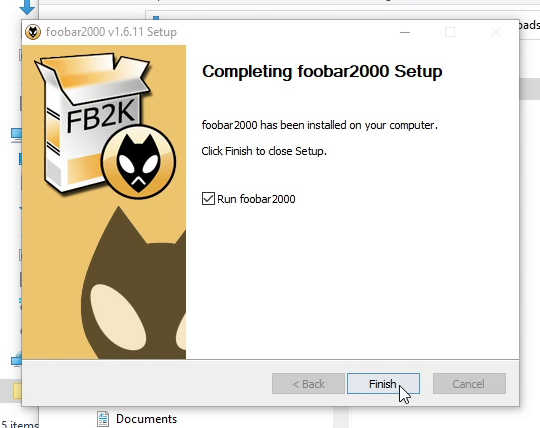 foobar2000 v1.6.11 Setup
oads
FB2K
Completing foobar2000 Setup
foobar2000 has been installed on your computer.
Click Finish to close Setup.
Run foobar2000
< Back
Finish
Cancel
5 items
Documents